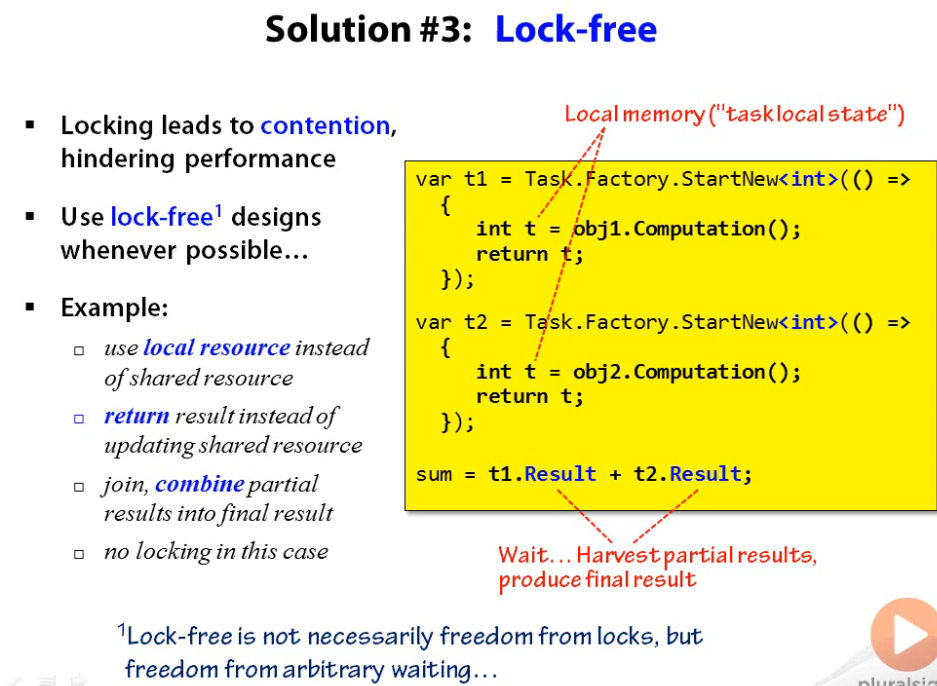 Solution #3: Lock-free
▪ Locking leads to contention,
hindering performance
▪ Use lock-free¹ designs
whenever possible…
▪ Example:
▫ use local resource instead
of shared resource
▫ return result instead of
updating shared resource
▫ join, combine partial
results into final result
▫ no locking in this case
Local memory ("task local state")
var t1 = Task.Factory.StartNew<int>(() =>
{
int t = obj1.Computation();
return t;
});
var t2 = Task.Factory.StartNew<int>(() =>
{
int t = obj2.Computation();
return t;
});
sum = t1.Result + t2.Result;
Wait… Harvest partial results,
produce final result
¹Lock-free is not necessarily freedom from locks, but
freedom from arbitrary waiting…